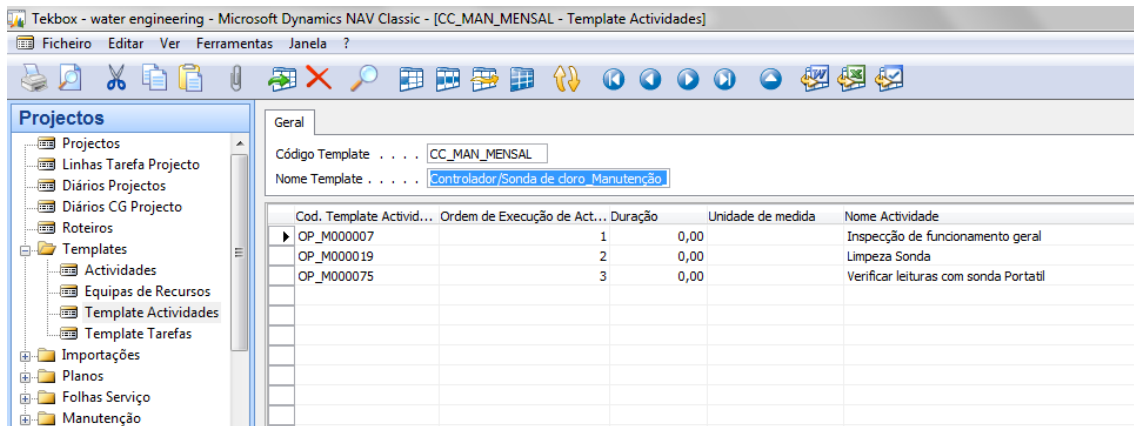 Tekbox - water engineering - Microsoft Dynamics NAV Classic - [CC_MAN_MENSAL - Template Actividades]
Ficheiro Editar Ver Ferramentas Janela ?
Projectos
Projectos
Linhas Tarefa Projecto
Diários Projectos
Diários CG Projecto
Roteiros
Templates
Actividades
Equipas de Recursos
Template Actividades
Template Tarefas
Importações
Planos
Folhas Serviço
Manutenção
Geral
Código Template . . . . CC_MAN_MENSAL
Nome Template . . . . . Controlador/Sonda de cloro_Manutenção
Cod. Template Activid... Ordem de Execução de Act... Duração Unidade de medida Nome Actividade
OP_M000007 1 0,00 Inspecção de funcionamento geral
OP_M000019 2 0,00 Limpeza Sonda
OP_M000075 3 0,00 Verificar leituras com sonda Portatil